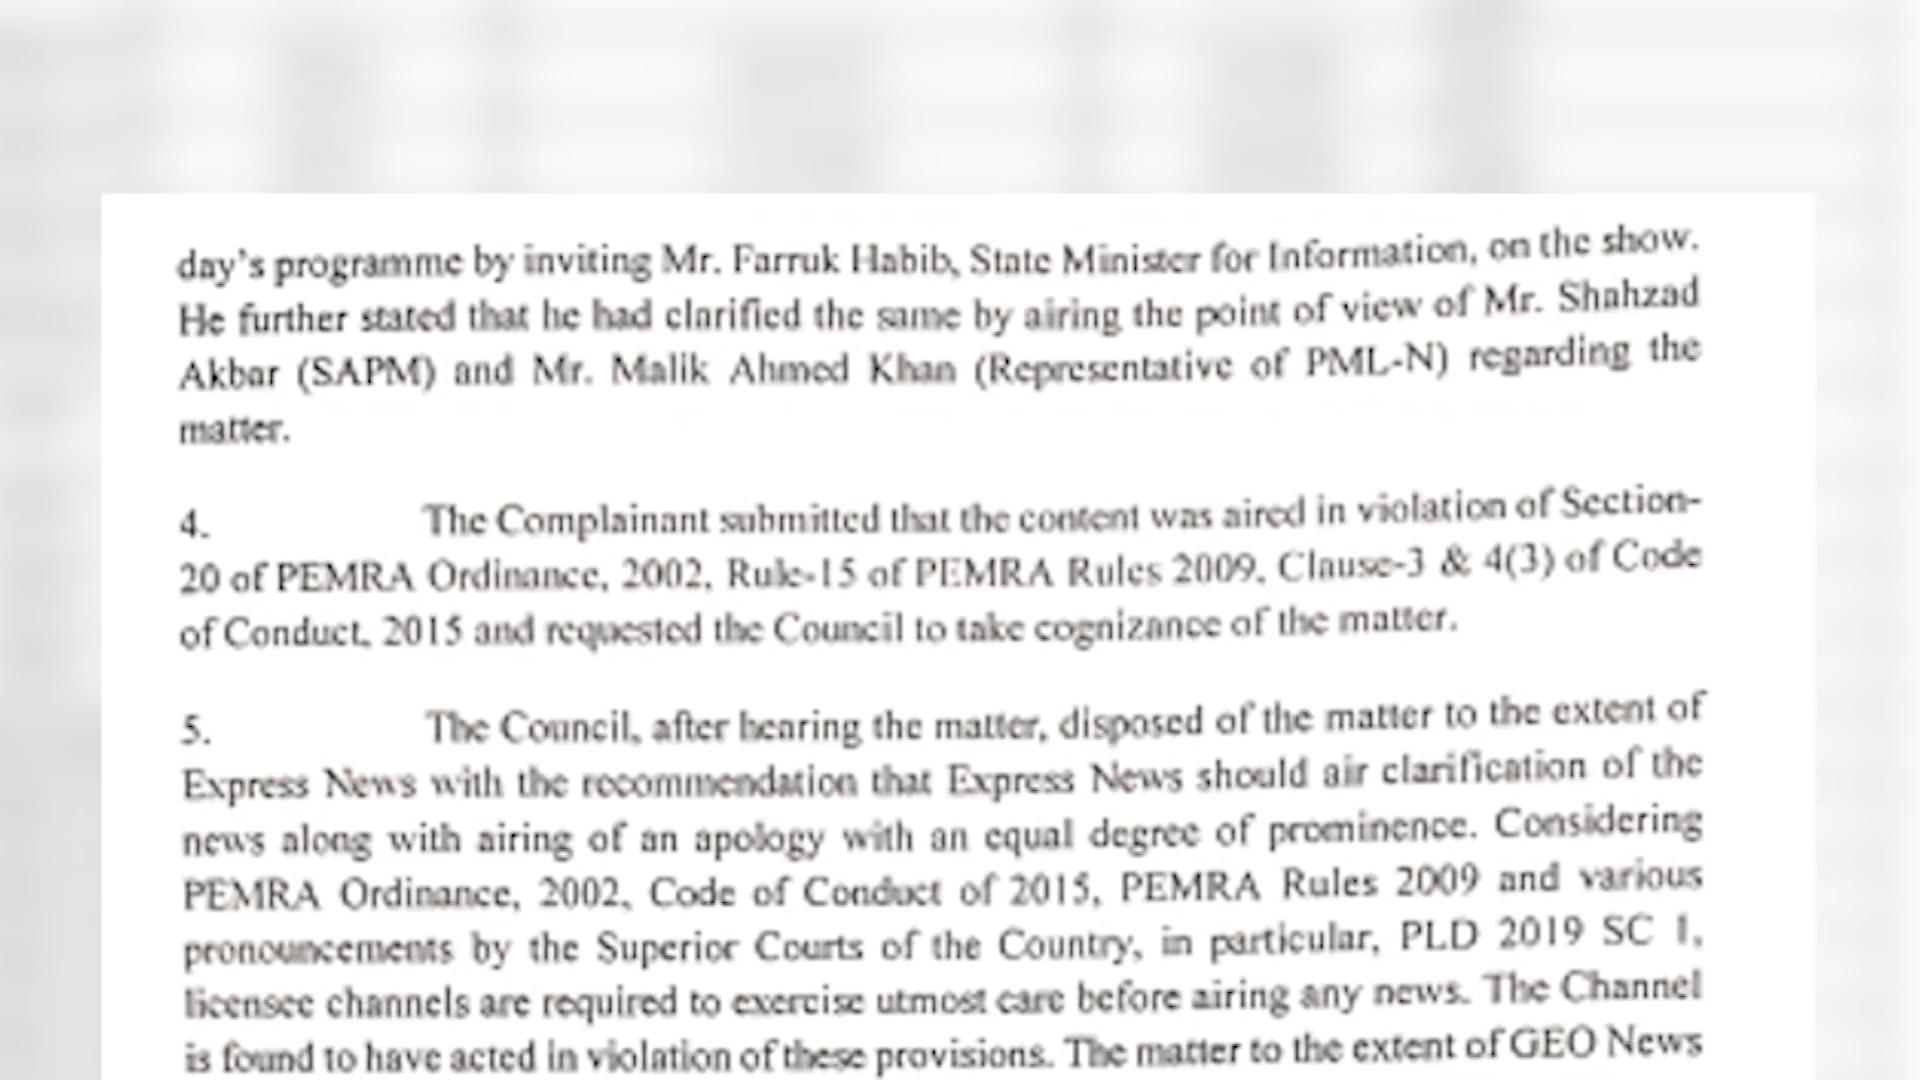 day's programme by inviting Mr. Farruk Habib, State Minister for Information, on the show.
He further stated that he had clarified the same by airing the point of view of Mr. Shahzad
Akbar (SAPM) and Mr. Malik Ahmed Khan (Representative of PML-N) regarding the
matter.
4. The Complainant submitted that the content was aired in violation of Section-
20 of PEMRA Ordinance, 2002, Rule-15 of PEMRA Rules 2009, Clause-3 & 4(3) of Code
of Conduct, 2015 and requested the Council to take cognizance of the matter.
5. The Council, after hearing the matter, disposed of the matter to the extent of
Express News with the recommendation that Express News should air clarification of the
news along with airing of an apology with an equal degree of prominence. Considering
PEMRA Ordinance, 2002, Code of Conduct of 2015, PEMRA Rules 2009 and various
pronouncements by the Superior Courts of the Country, in particular, PLD 2019 SC 1,
licensee channels are required to exercise utmost care before airing any news. The Channel
is found to have acted in violation of these provisions. The matter to the extent of GEO News